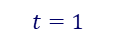 t = 1